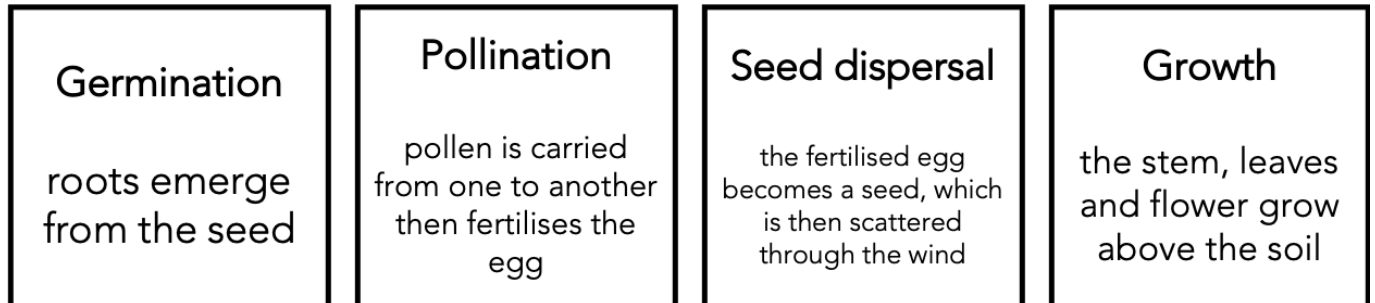 Germination
roots emerge
from the seed
Pollination
pollen is carried
from one to another
then fertilises the
egg
Seed dispersal
the fertilised egg
becomes a seed, which
is then scattered
through the wind
Growth
the stem, leaves
and flower grow
above the soil